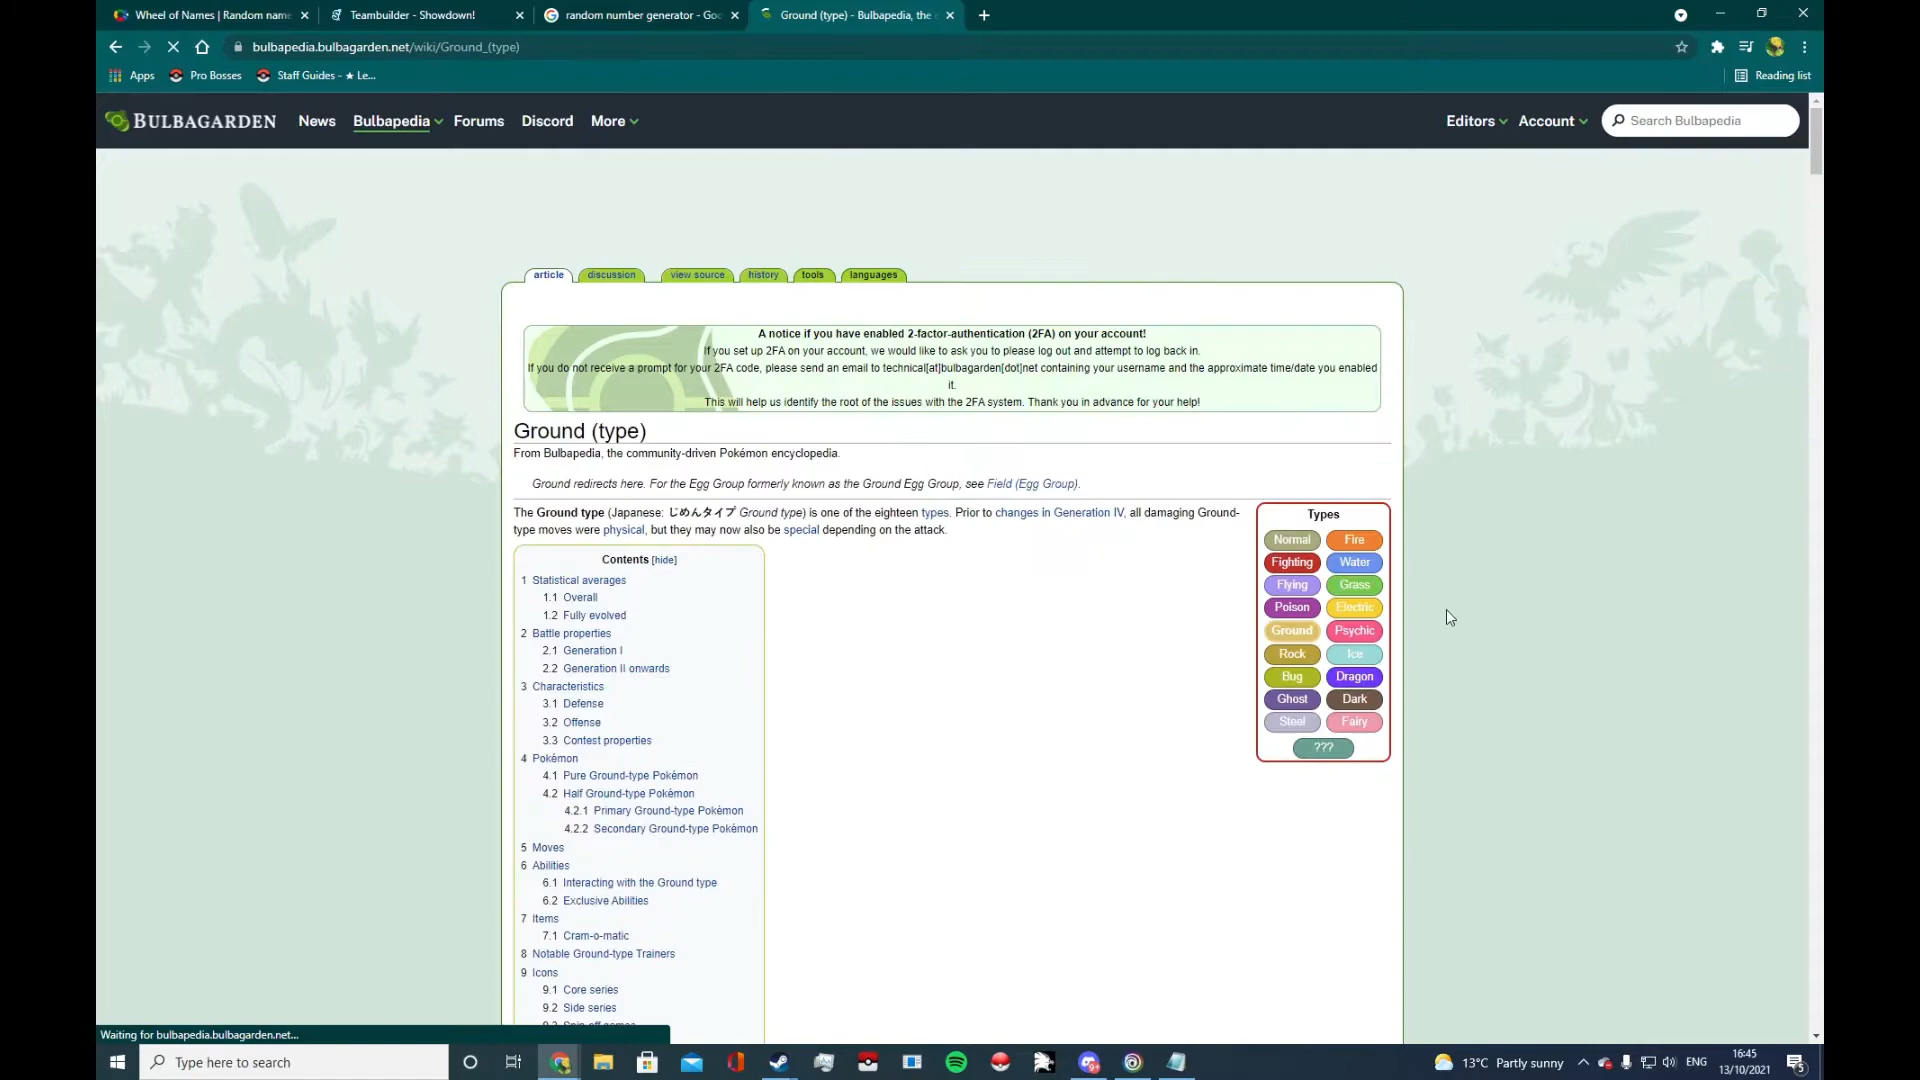 Wheel of Names | Random name
Teambuilder - Showdown!
random number generator - Goo
Ground (type) - Bulbapedia, the
bulbapedia.bulbagarden.net/wiki/Ground_(type)
Apps
Pro Bosses
Staff Guides - ★ Le...
Reading list
BULBAGARDEN
News
Bulbapedia
Forums
Discord
More
Editors
Account
Search Bulbapedia
article
discussion
view source
history
tools
languages
A notice if you have enabled 2-factor-authentication (2FA) on your account!
If you set up 2FA on your account, we would like to ask you to please log out and attempt to log back in.
If you do not receive a prompt for your 2FA code, please send an email to technical[at]bulbagarden[dot]net containing your username and the approximate time/date you enabled
it.
This will help us identify the root of the issues with the 2FA system. Thank you in advance for your help!
Ground (type)
From Bulbapedia, the community-driven Pokémon encyclopedia.
Ground redirects here. For the Egg Group formerly known as the Ground Egg Group, see Field (Egg Group).
The Ground type (Japanese: じめんタイプ Ground type) is one of the eighteen types. Prior to changes in Generation IV, all damaging Ground-
type moves were physical, but they may now also be special depending on the attack.
Contents [hide]
1 Statistical averages
1.1 Overall
1.2 Fully evolved
2 Battle properties
2.1 Generation I
2.2 Generation II onwards
3 Characteristics
3.1 Defense
3.2 Offense
3.3 Contest properties
4 Pokémon
4.1 Pure Ground-type Pokémon
4.2 Half Ground-type Pokémon
4.2.1 Primary Ground-type Pokémon
4.2.2 Secondary Ground-type Pokémon
5 Moves
6 Abilities
6.1 Interacting with the Ground type
6.2 Exclusive Abilities
7 Items
7.1 Cram-o-matic
8 Notable Ground-type Trainers
9 Icons
9.1 Core series
9.2 Side series
9.3 Spin-off games
Types
Normal Fire
Fighting Water
Flying Grass
Poison Electric
Ground Psychic
Rock Ice
Bug Dragon
Ghost Dark
Steel Fairy
???
Waiting for bulbapedia.bulbagarden.net...
Type here to search
13°C Partly sunny
ENG
16:45
13/10/2021
5